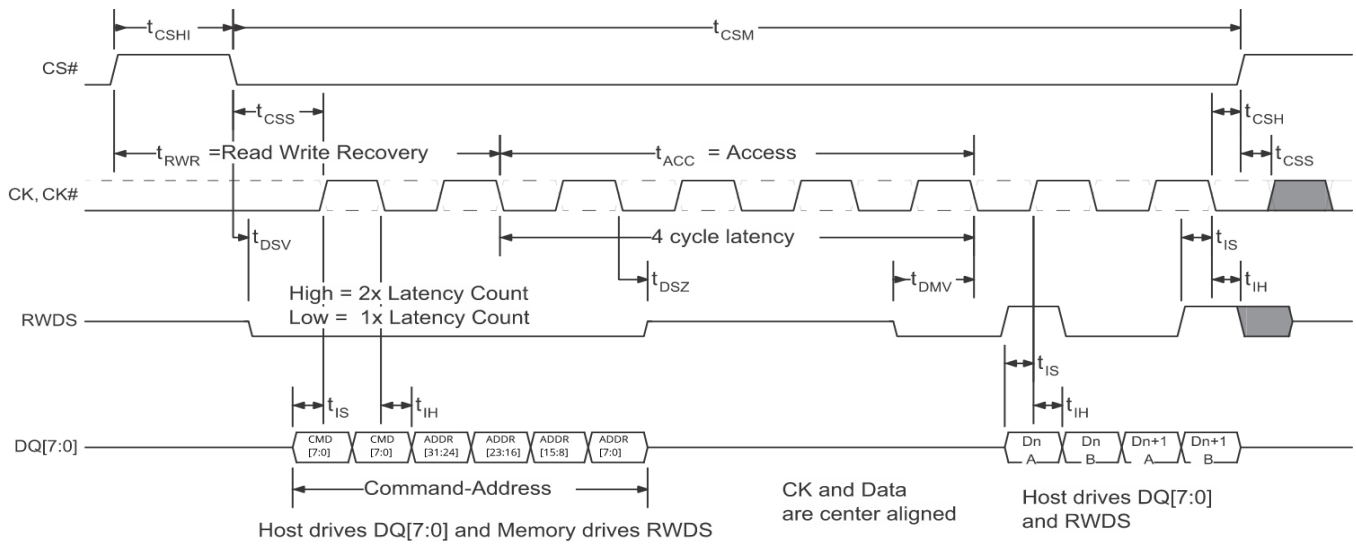 tCSHI
tCSM
CS#
tCSS
tCSH
tRWR =Read Write Recovery
tACC = Access
tCSS
CK, CK#
tDSV
4 cycle latency
tIS
High = 2x Latency Count
Low = 1x Latency Count
tDSZ
tDMV
tIH
RWDS
tIS
tIS
tIH
tIH
DQ[7:0]
CMD
[7:0]
CMD
[7:0]
ADDR
[31:24]
ADDR
[23:16]
ADDR
[15:8]
ADDR
[7:0]
Dn
A
Dn
B
Dn+1
A
Dn+1
B
Command-Address
CK and Data
are center aligned
Host drives DQ[7:0]
and RWDS
Host drives DQ[7:0] and Memory drives RWDS